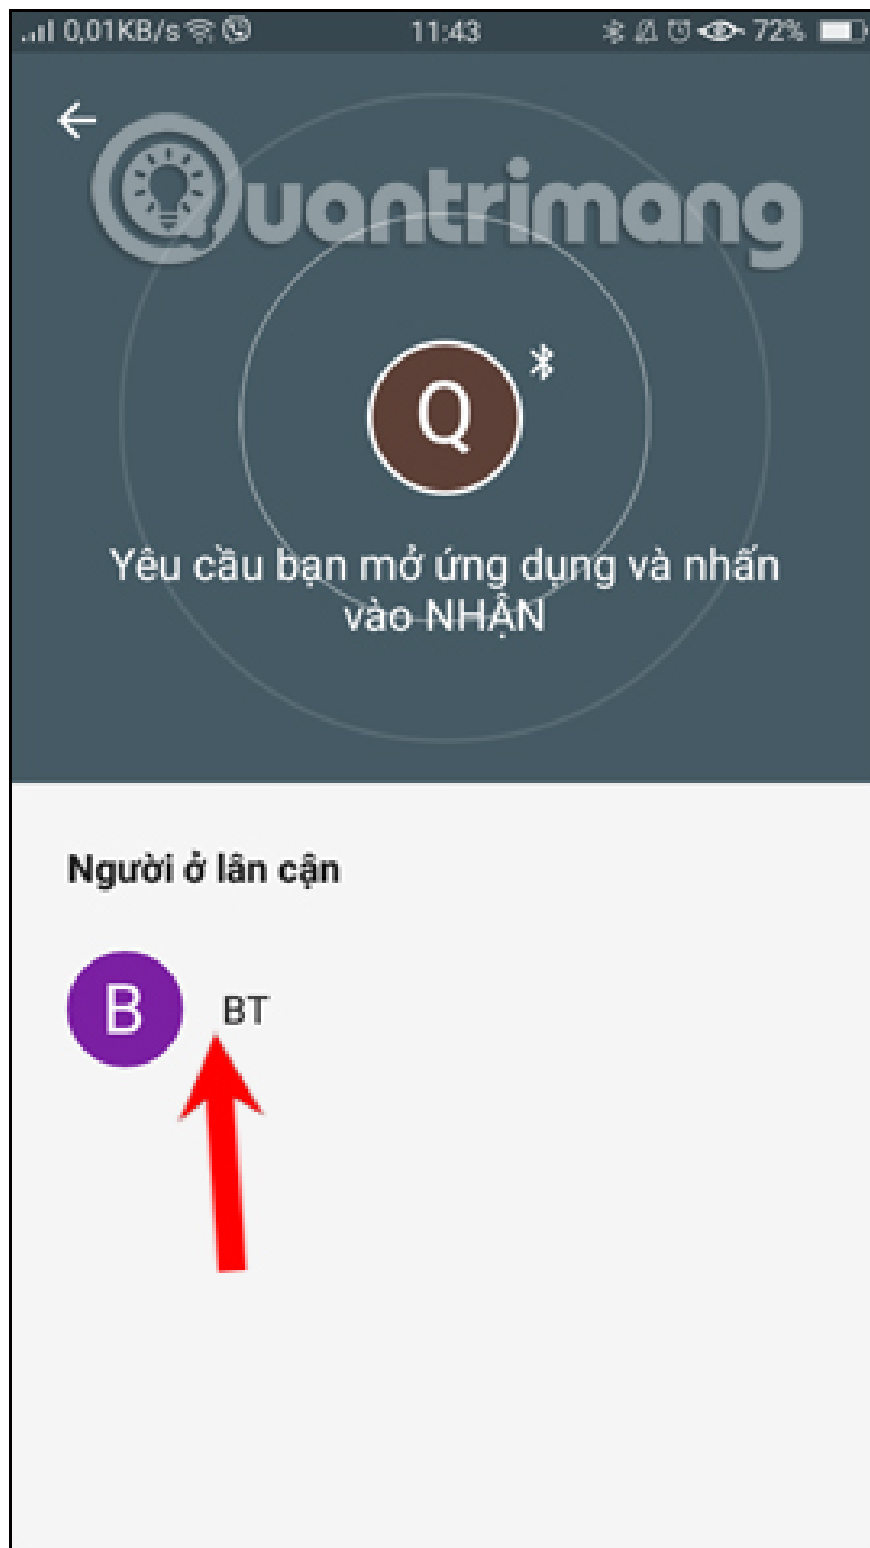 0,01KB/s
11:43
72%
Quantrimang
Q
Yêu cầu bạn mở ứng dụng và nhấn
vào NHẬN
Người ở lân cận
B
BT